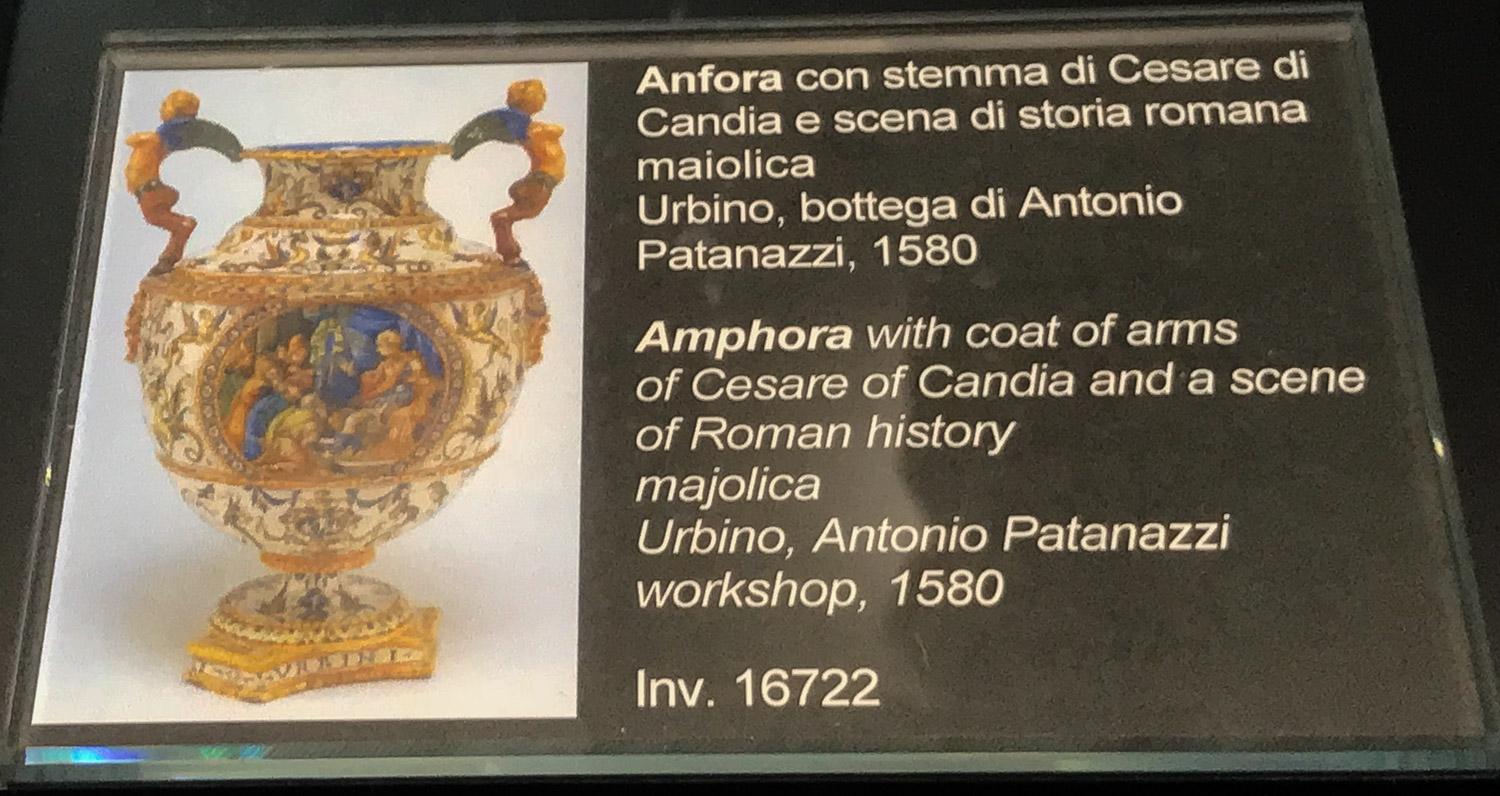 Anfora con stemma di Cesare di
Candia e scena di storia romana
maiolica
Urbino, bottega di Antonio
Patanazzi, 1580
Amphora with coat of arms
of Cesare of Candia and a scene
of Roman history
majolica
Urbino, Antonio Patanazzi
workshop, 1580
Inv. 16722